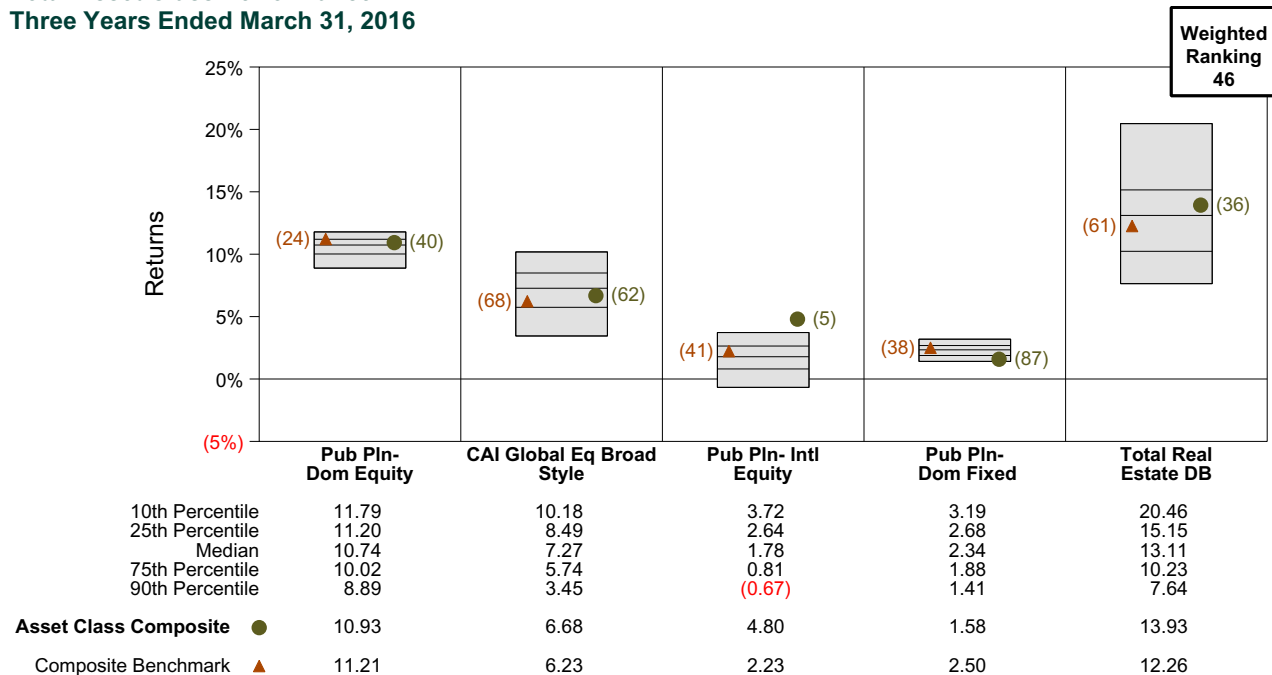 Three Years Ended March 31, 2016
Weighted
Ranking
46
25%
20%
15%
10%
5%
0%
(5%)
Returns
(24) (40)
(68) (62)
(41) (5)
(38) (87)
(61) (36)
Pub Pln-
Dom Equity
CAI Global Eq Broad
Style
Pub Pln- Intl
Equity
Pub Pln-
Dom Fixed
Total Real
Estate DB
10th Percentile 11.79 10.18 3.72 3.19 20.46
25th Percentile 11.20 8.49 2.64 2.68 15.15
Median 10.74 7.27 1.78 2.34 13.11
75th Percentile 10.02 5.74 0.81 1.88 10.23
90th Percentile 8.89 3.45 (0.67) 1.41 7.64
Asset Class Composite 10.93 6.68 4.80 1.58 13.93
Composite Benchmark 11.21 6.23 2.23 2.50 12.26